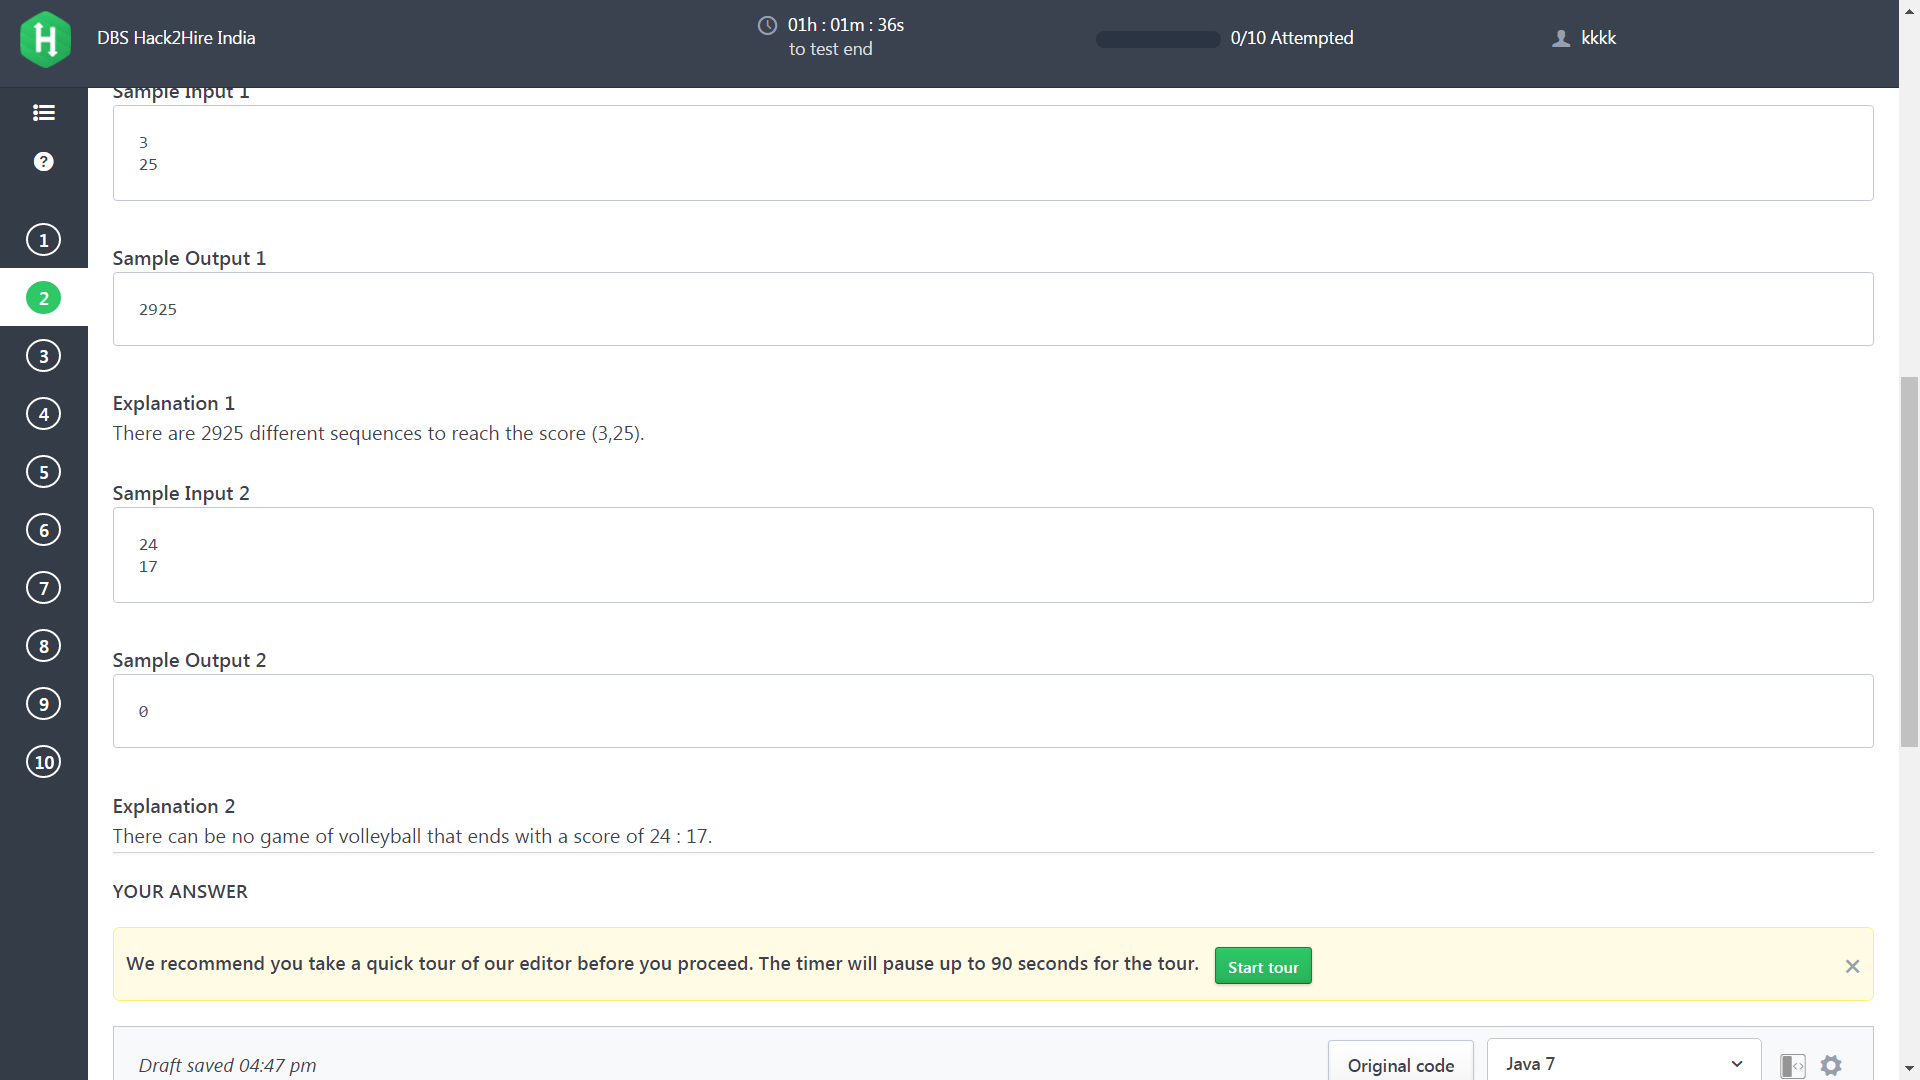 DBS Hack2Hire India
01h : 01m : 36s
to test end
0/10 Attempted
kkkk
Sample Input 1
3
25
Sample Output 1
2925
Explanation 1
There are 2925 different sequences to reach the score (3,25).
Sample Input 2
24
17
Sample Output 2
0
Explanation 2
There can be no game of volleyball that ends with a score of 24 : 17.
YOUR ANSWER
We recommend you take a quick tour of our editor before you proceed. The timer will pause up to 90 seconds for the tour.
Start tour
Draft saved 04:47 pm
Original code
Java 7
H
?
1
2
3
4
5
6
7
8
9
10